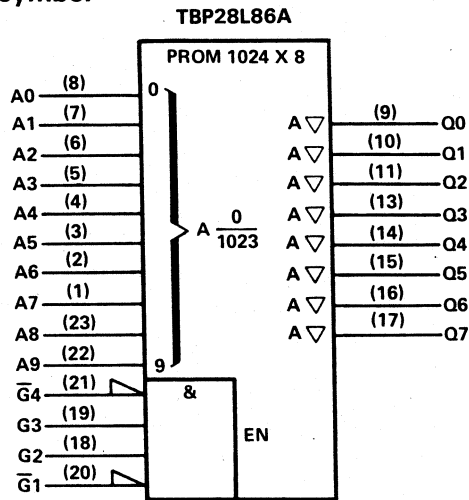 symbol
TBP28L86A
PROM 1024 X 8
A0 (8) 0
A1 (7)
A2 (6)
A3 (5)
A4 (4)
A5 (3)
A6 (2)
A7 (1)
A8 (23)
A9 (22) 9
A 0/1023
G̅4 (21) &
G3 (19)
G2 (18)
G̅1 (20)
EN
A ▽ (9) Q0
A ▽ (10) Q1
A ▽ (11) Q2
A ▽ (13) Q3
A ▽ (14) Q4
A ▽ (15) Q5
A ▽ (16) Q6
A ▽ (17) Q7